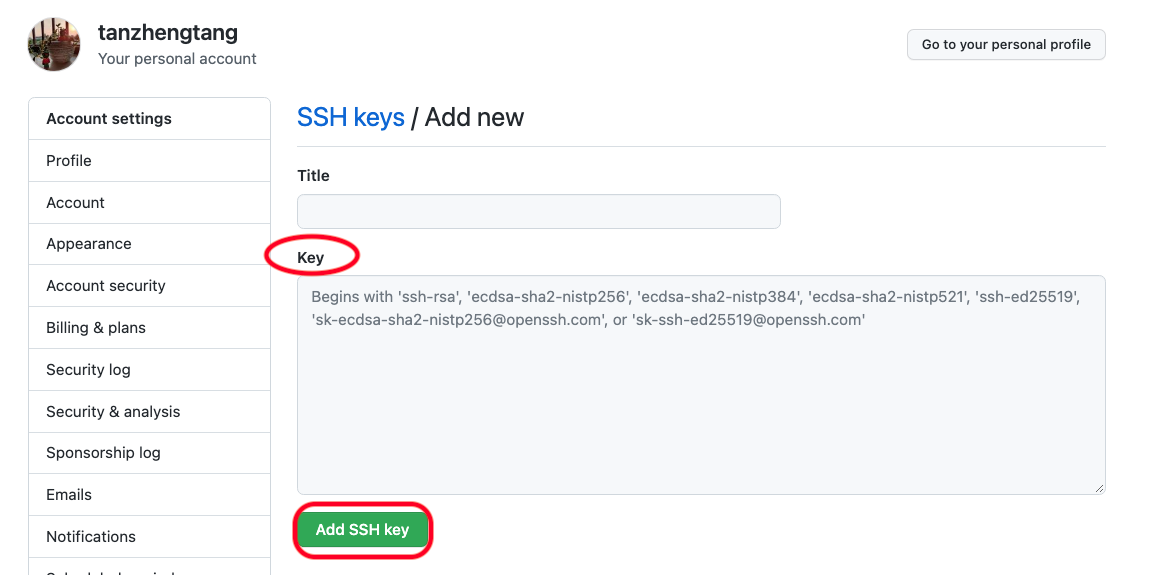 tanzhengtang
Your personal account
Go to your personal profile
Account settings
Profile
Account
Appearance
Account security
Billing & plans
Security log
Security & analysis
Sponsorship log
Emails
Notifications
SSH keys / Add new
Title
Key
Begins with 'ssh-rsa', 'ecdsa-sha2-nistp256', 'ecdsa-sha2-nistp384', 'ecdsa-sha2-nistp521', 'ssh-ed25519',
'sk-ecdsa-sha2-nistp256@openssh.com', or 'sk-ssh-ed25519@openssh.com'
Add SSH key